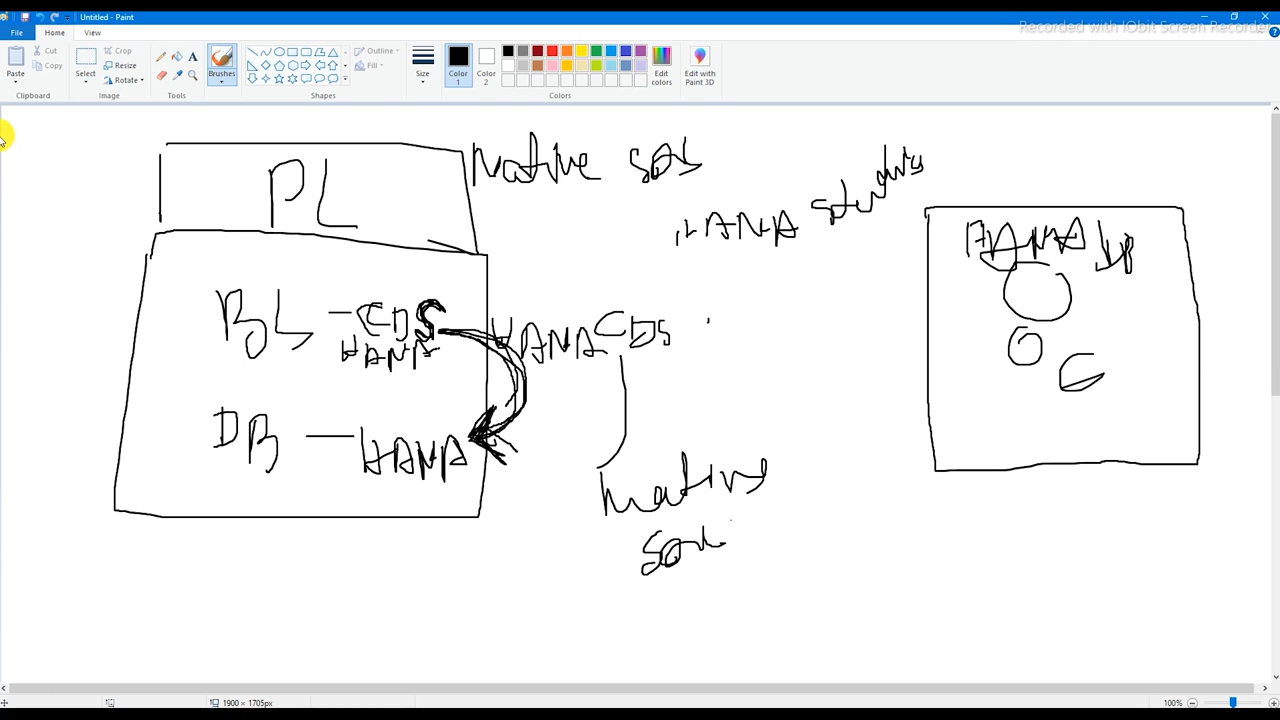 Untitled - Paint
Recorded with IObit Screen Recorder
File Home View
Cut
Copy
Paste
Clipboard
Crop
Resize
Rotate
Select
Image
Tools
Brushes
Outline
Fill
Shapes
Size
Color 1
Color 2
Edit colors
Colors
Edit with Paint 3D
PL
Native SQL
HANA studio
HANA DB
BL - CDS
HANA
HANA CDS
DB - HANA
Native
SQL
1900 × 1705px
100%